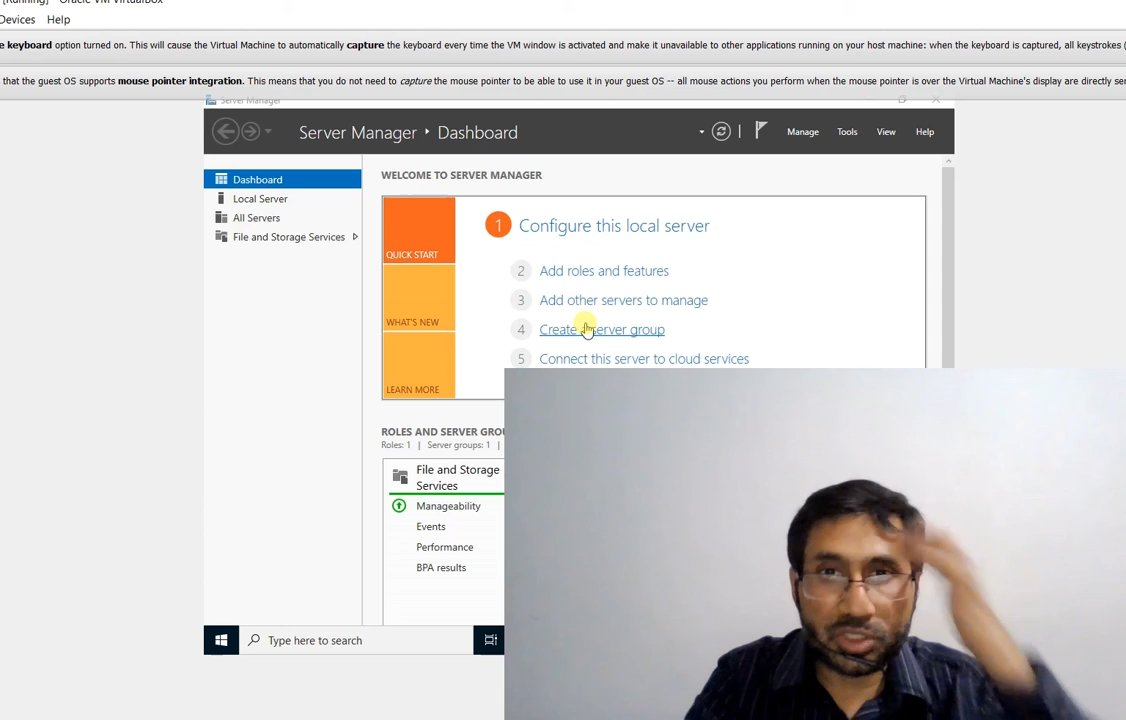 [Running] - Oracle VM VirtualBox
Devices Help
e keyboard option turned on. This will cause the Virtual Machine to automatically capture the keyboard every time the VM window is activated and make it unavailable to other applications running on your host machine: when the keyboard is captured, all keystrokes (
that the guest OS supports mouse pointer integration. This means that you do not need to capture the mouse pointer to be able to use it in your guest OS -- all mouse actions you perform when the mouse pointer is over the Virtual Machine's display are directly se
Server Manager
Server Manager • Dashboard
Manage Tools View Help
Dashboard
Local Server
All Servers
File and Storage Services
WELCOME TO SERVER MANAGER
QUICK START
WHAT'S NEW
LEARN MORE
1 Configure this local server
2 Add roles and features
3 Add other servers to manage
4 Create server group
5 Connect this server to cloud services
ROLES AND SERVER GROU
Roles: 1 | Server groups: 1 |
File and Storage
Services
Manageability
Events
Performance
BPA results
Type here to search